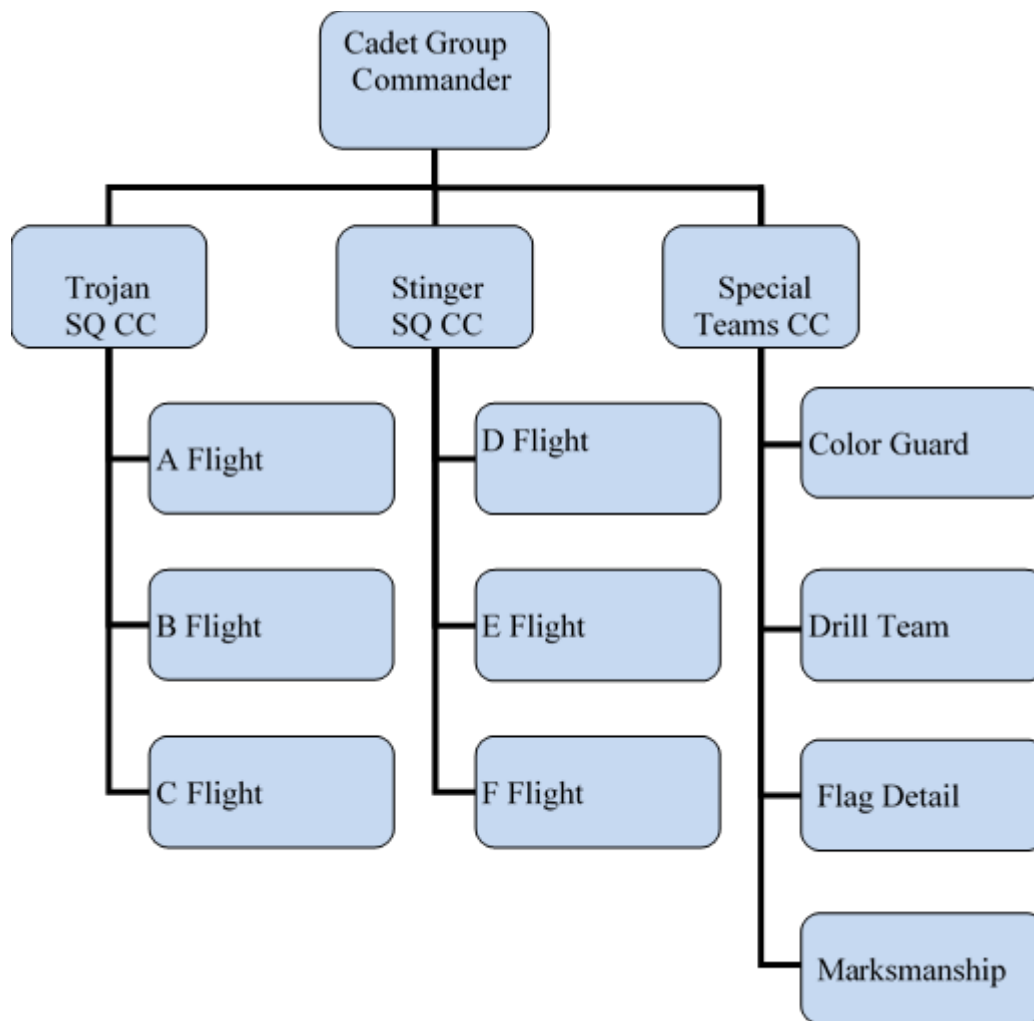 Cadet Group
Commander
Trojan
SQ CC
Stinger
SQ CC
Special
Teams CC
A Flight
B Flight
C Flight
D Flight
E Flight
F Flight
Color Guard
Drill Team
Flag Detail
Marksmanship